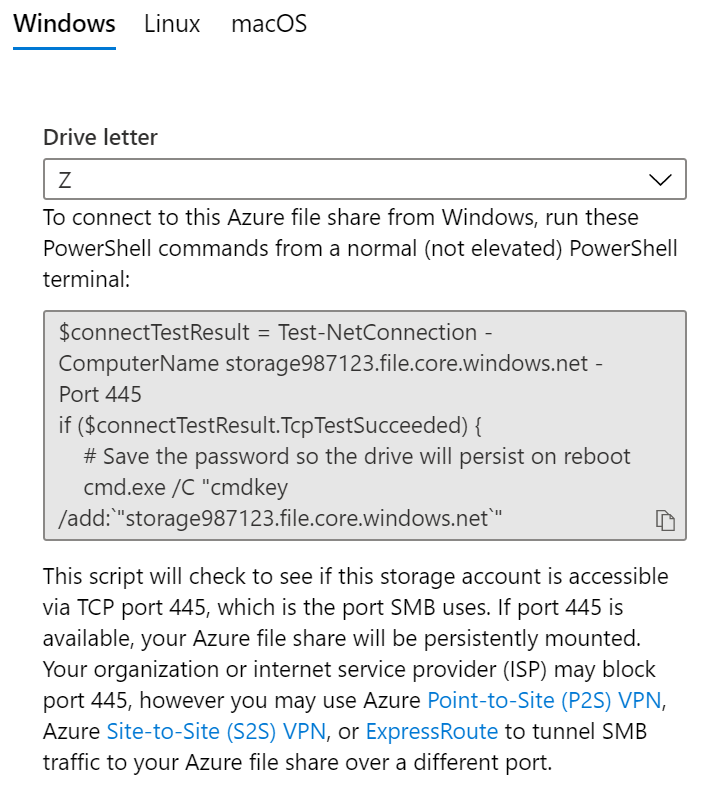 Windows Linux macOS
Drive letter
Z
To connect to this Azure file share from Windows, run these
PowerShell commands from a normal (not elevated) PowerShell
terminal:
$connectTestResult = Test-NetConnection -
ComputerName storage987123.file.core.windows.net -
Port 445
if ($connectTestResult.TcpTestSucceeded) {
    # Save the password so the drive will persist on reboot
    cmd.exe /C "cmdkey
/add:`"storage987123.file.core.windows.net`"
This script will check to see if this storage account is accessible
via TCP port 445, which is the port SMB uses. If port 445 is
available, your Azure file share will be persistently mounted.
Your organization or internet service provider (ISP) may block
port 445, however you may use Azure Point-to-Site (P2S) VPN,
Azure Site-to-Site (S2S) VPN, or ExpressRoute to tunnel SMB
traffic to your Azure file share over a different port.